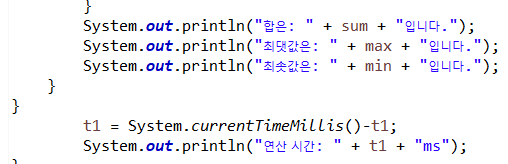 }
System.out.println("합은: " + sum + "입니다.");
System.out.println("최댓값은: " + max + "입니다.");
System.out.println("최솟값은: " + min + "입니다.");
}
}
t1 = System.currentTimeMillis()-t1;
System.out.println("연산 시간: " + t1 + "ms");